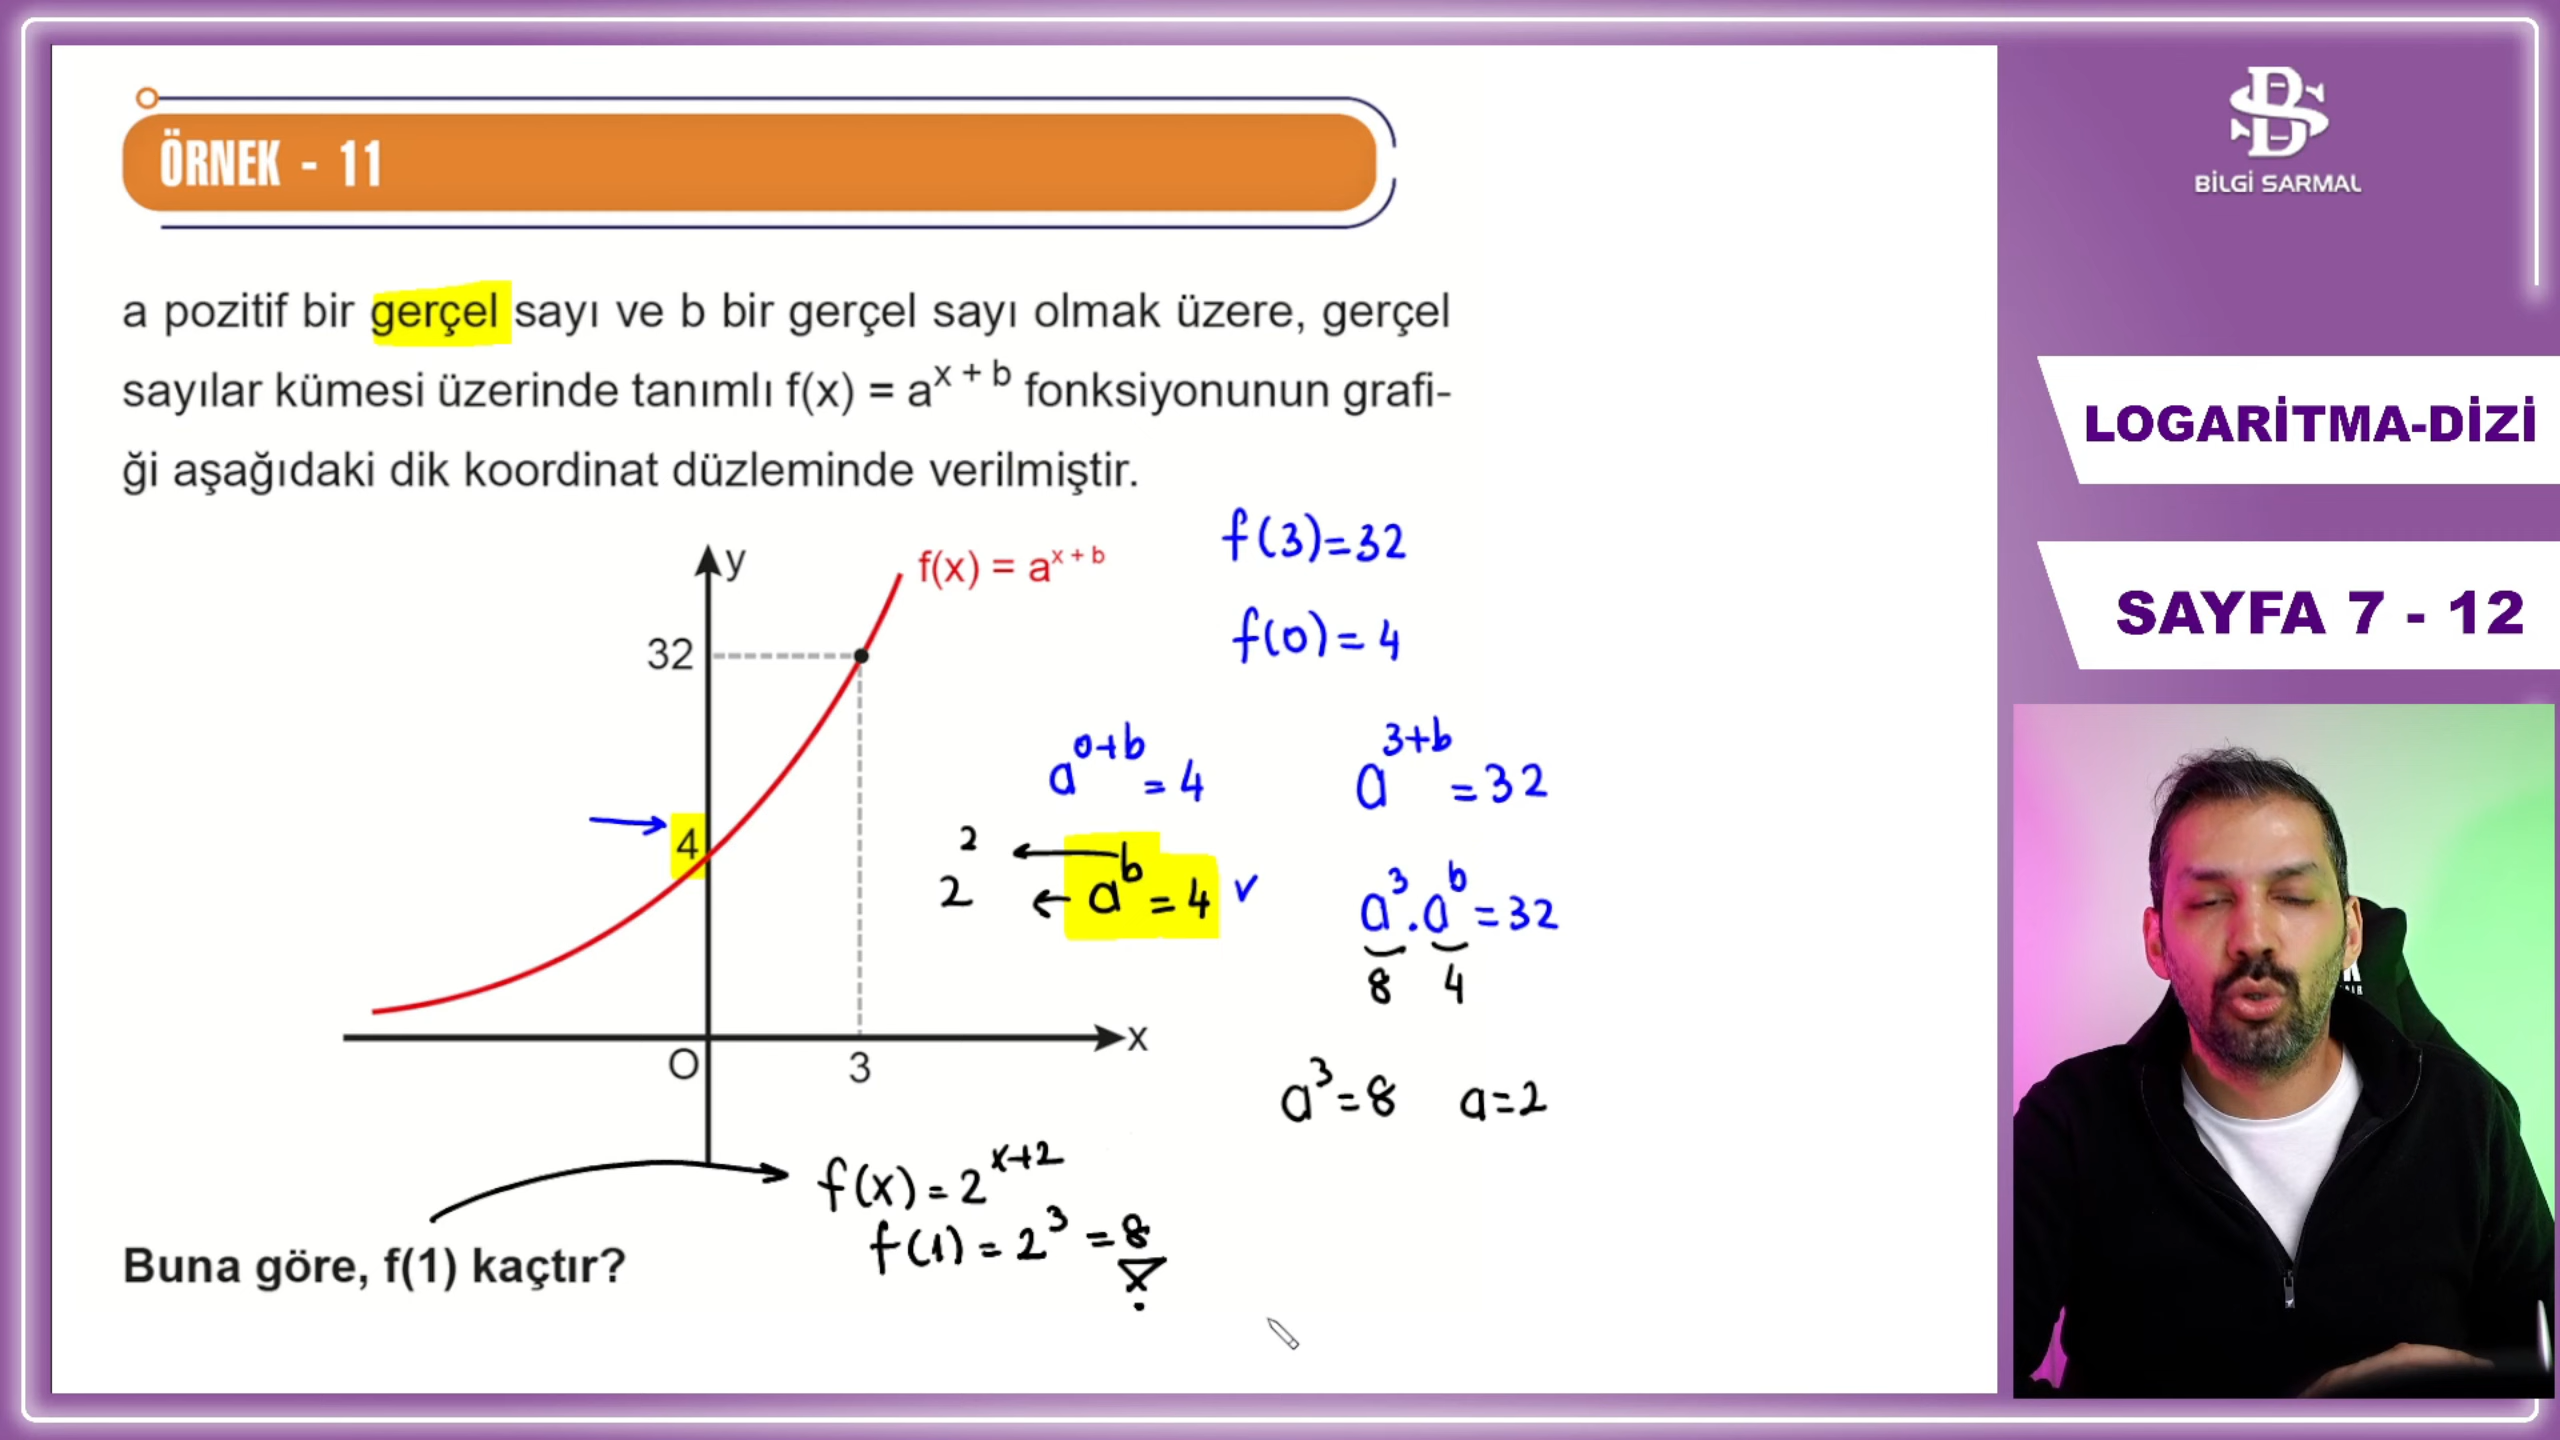 ÖRNEK - 11
BİLGİ SARMAL
a pozitif bir gerçel sayı ve b bir gerçel sayı olmak üzere, gerçel
sayılar kümesi üzerinde tanımlı f(x) = a^x + b fonksiyonunun grafi-
ği aşağıdaki dik koordinat düzleminde verilmiştir.
LOGARİTMA-DİZİ
SAYFA 7 - 12
f(3)=32
y
f(x) = a^x + b
f(0)=4
32
a^0+b = 4
a^3+b = 32
4
2^2
a^b = 4
a^3 . a^b = 32
8 4
O
3
x
a^3 = 8 a=2
f(x) = 2^x+2
f(1) = 2^3 = 8
Buna göre, f(1) kaçtır?